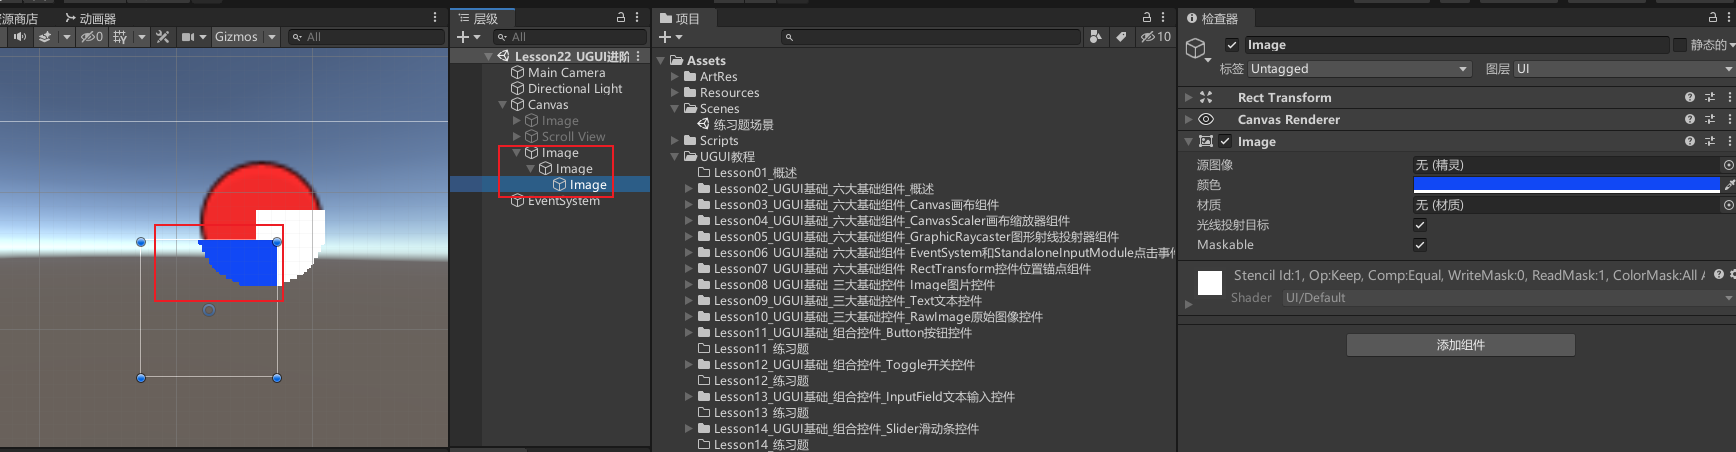 资源商店 动画器
0 Gizmos All
层级
All
Lesson22 UGUI进阶
Main Camera
Directional Light
Canvas
Image
Scroll View
Image
Image
Image
EventSystem
项目
10
Assets
ArtRes
Resources
Scenes
练习题场景
Scripts
UGUI教程
Lesson01_概述
Lesson02_UGUI基础_六大基础组件_概述
Lesson03_UGUI基础_六大基础组件_Canvas画布组件
Lesson04_UGUI基础_六大基础组件_CanvasScaler画布缩放器组件
Lesson05_UGUI基础_六大基础组件_GraphicRaycaster图形射线投射器组件
Lesson06_UGUI基础_六大基础组件_EventSystem和StandaloneInputModule点击事
Lesson07_UGUI基础_六大基础组件_RectTransform控件位置锚点组件
Lesson08_UGUI基础_三大基础控件_Image图片控件
Lesson09_UGUI基础_三大基础控件_Text文本控件
Lesson10_UGUI基础_三大基础控件_RawImage原始图像控件
Lesson11_UGUI基础_组合控件_Button按钮控件
Lesson11_练习题
Lesson12_UGUI基础_组合控件_Toggle开关控件
Lesson12_练习题
Lesson13_UGUI基础_组合控件_InputField文本输入控件
Lesson13_练习题
Lesson14_UGUI基础_组合控件_Slider滑动条控件
Lesson14_练习题
检查器
Image 静态的
标签 Untagged 图层 UI
Rect Transform
Canvas Renderer
Image
源图像 无 (精灵)
颜色
材质 无 (材质)
光线投射目标
Maskable
Stencil Id:1, Op:Keep, Comp:Equal, WriteMask:0, ReadMask:1, ColorMask:All
Shader UI/Default
添加组件